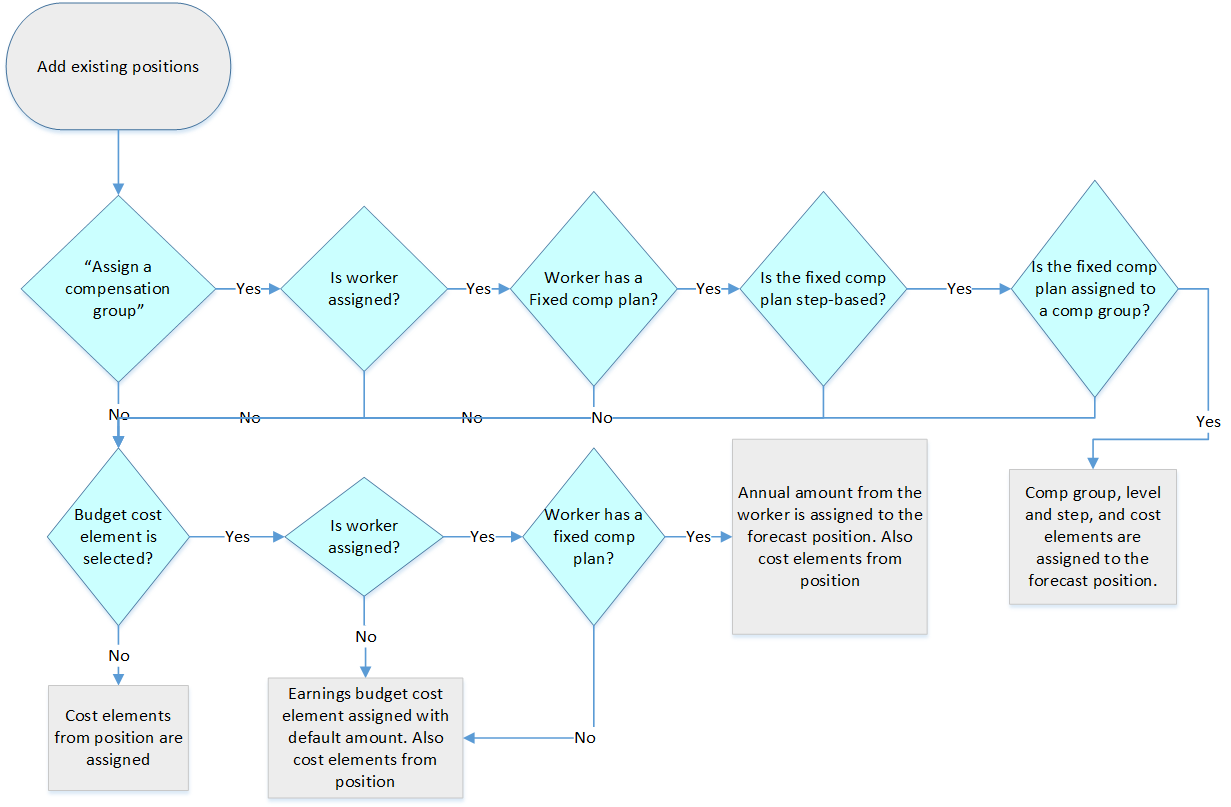 Add existing positions
“Assign a
compensation
group”
Yes
Is worker
assigned?
Yes
Worker has a
Fixed comp plan?
Yes
Is the fixed comp
plan step-based?
Yes
Is the fixed comp
plan assigned to
a comp group?
No
No
No
No
Yes
Budget cost
element is
selected?
Yes
Is worker
assigned?
Yes
Worker has a
fixed comp
plan?
Yes
Annual amount from the
worker is assigned to the
forecast position. Also
cost elements from
position
Comp group, level
and step, and cost
elements are
assigned to the
forecast position.
No
No
No
Cost elements
from position are
assigned
Earnings budget cost
element assigned with
default amount. Also
cost elements from
position